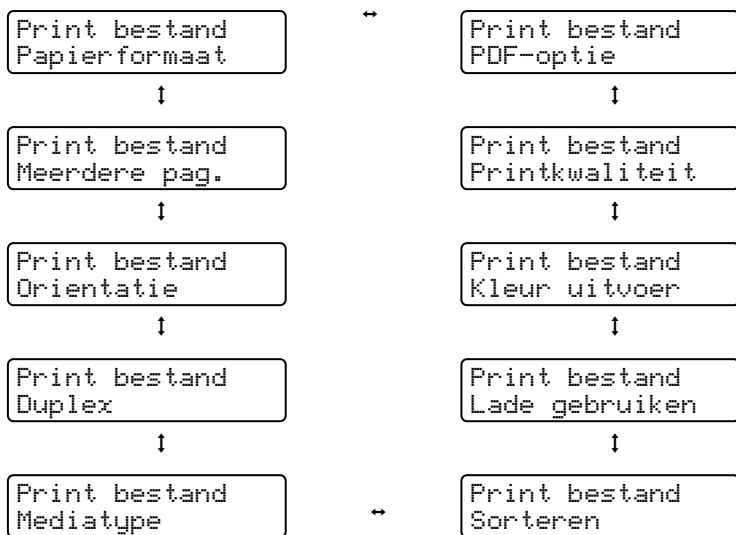 Print bestand
Papierformaat
Print bestand
Meerdere pag.
Print bestand
Orientatie
Print bestand
Duplex
Print bestand
Mediatype
Print bestand
PDF-optie
Print bestand
Printkwaliteit
Print bestand
Kleur uitvoer
Print bestand
Lade gebruiken
Print bestand
Sorteren